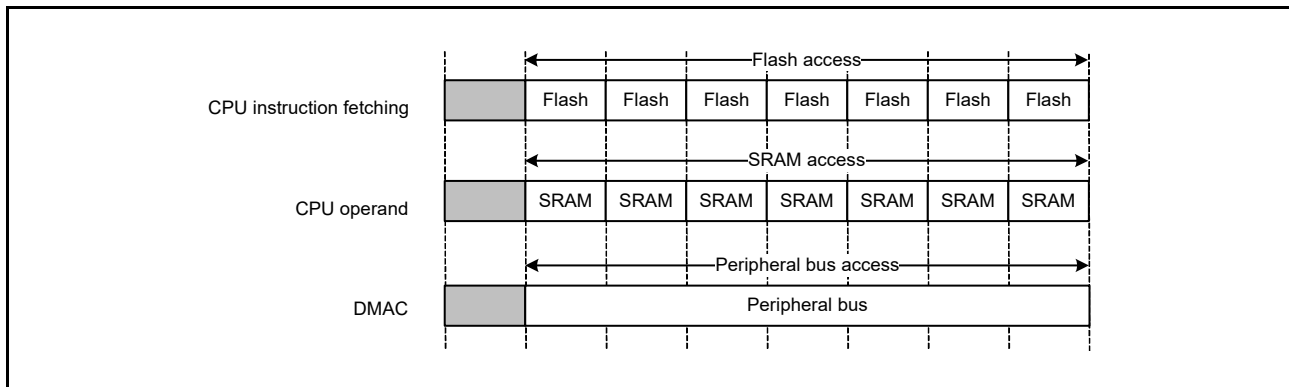 Flash access
CPU instruction fetching Flash Flash Flash Flash Flash Flash Flash
SRAM access
CPU operand SRAM SRAM SRAM SRAM SRAM SRAM SRAM
Peripheral bus access
DMAC Peripheral bus